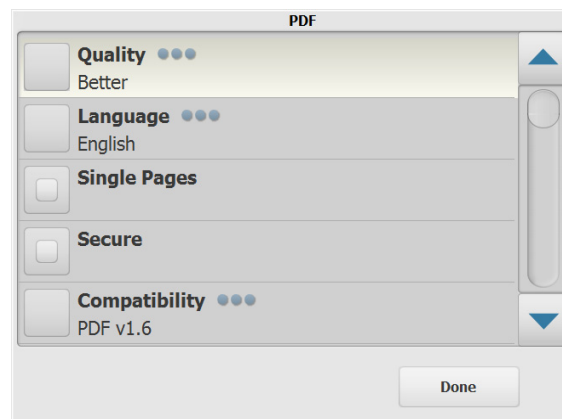 PDF
Quality
Better
Language
English
Single Pages
Secure
Compatibility
PDF v1.6
Done